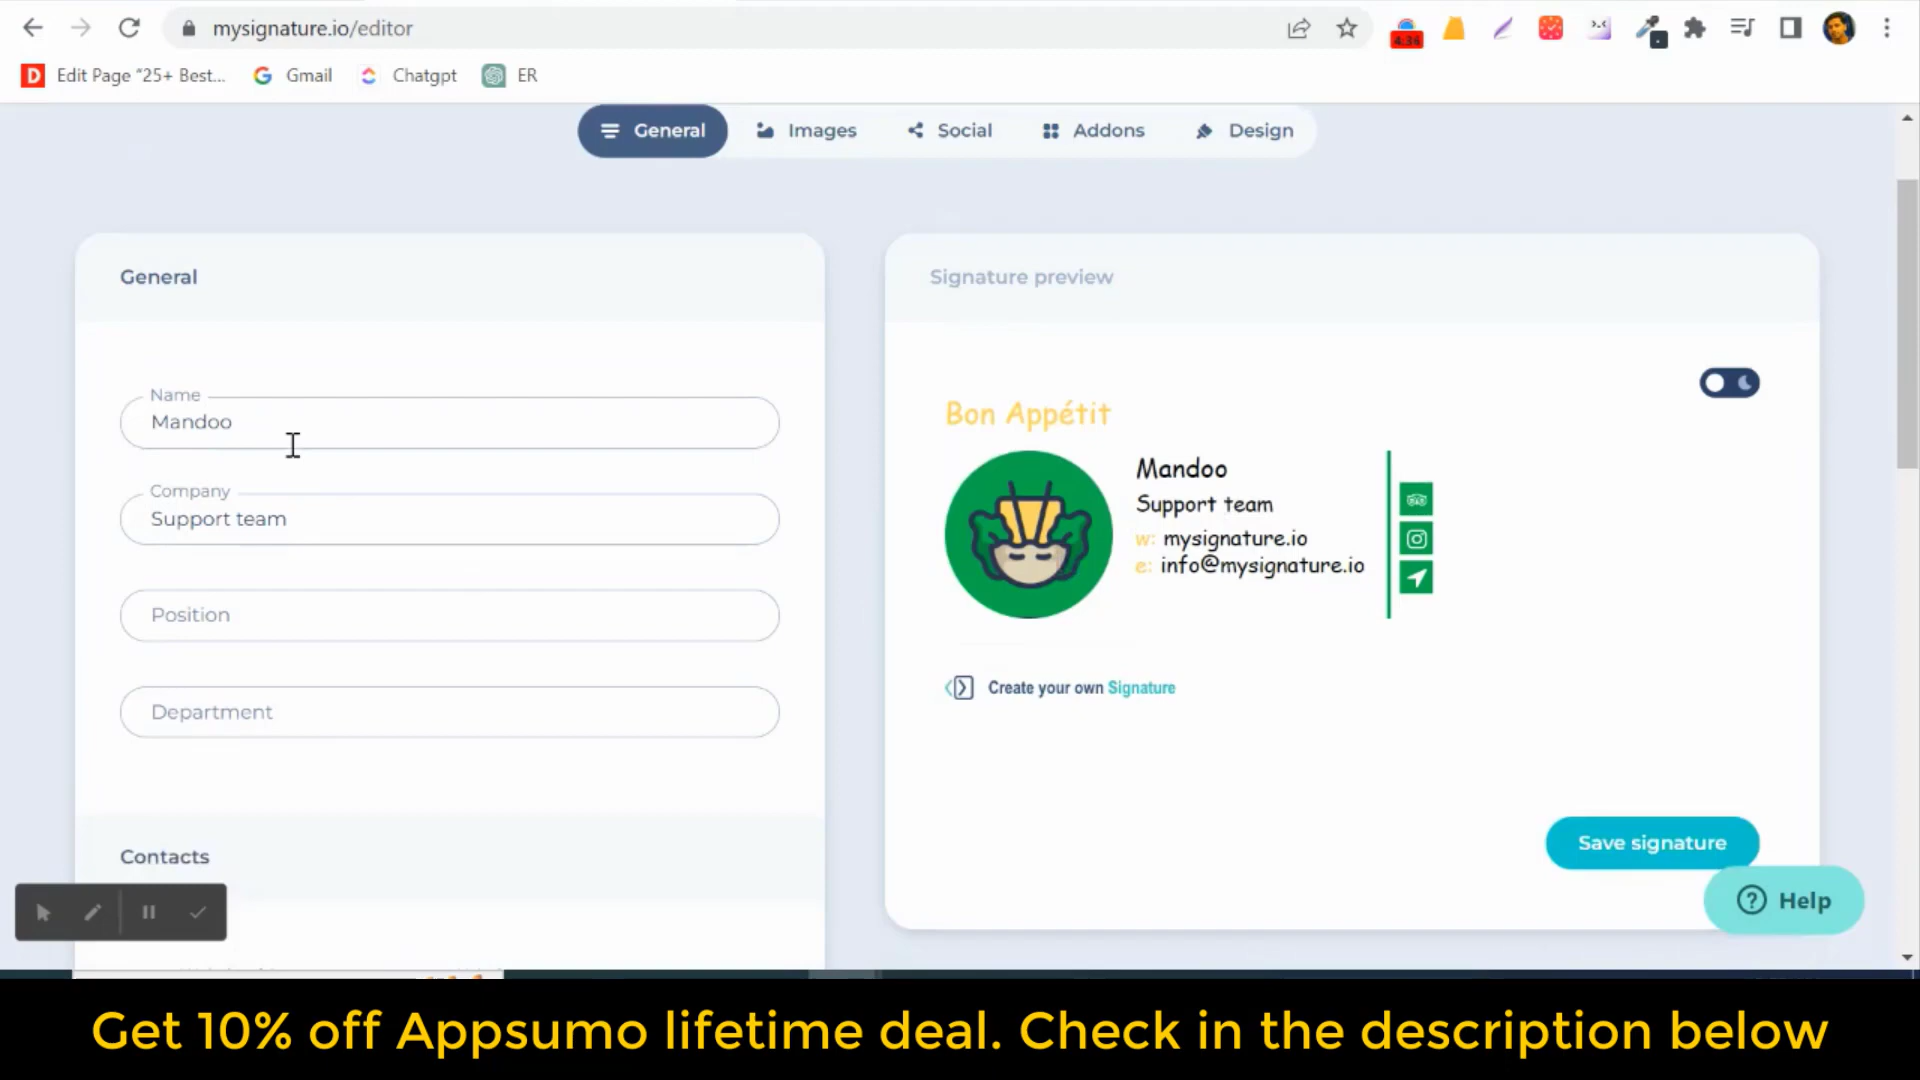 mysignature.io/editor
4:36
Edit Page "25+ Best...
Gmail
Chatgpt
ER
General
Images
Social
Addons
Design
General
Name
Mandoo
Company
Support team
Position
Department
Contacts
Signature preview
Bon Appétit
Mandoo
Support team
w: mysignature.io
e: info@mysignature.io
Create your own Signature
Save signature
? Help
Get 10% off Appsumo lifetime deal. Check in the description below